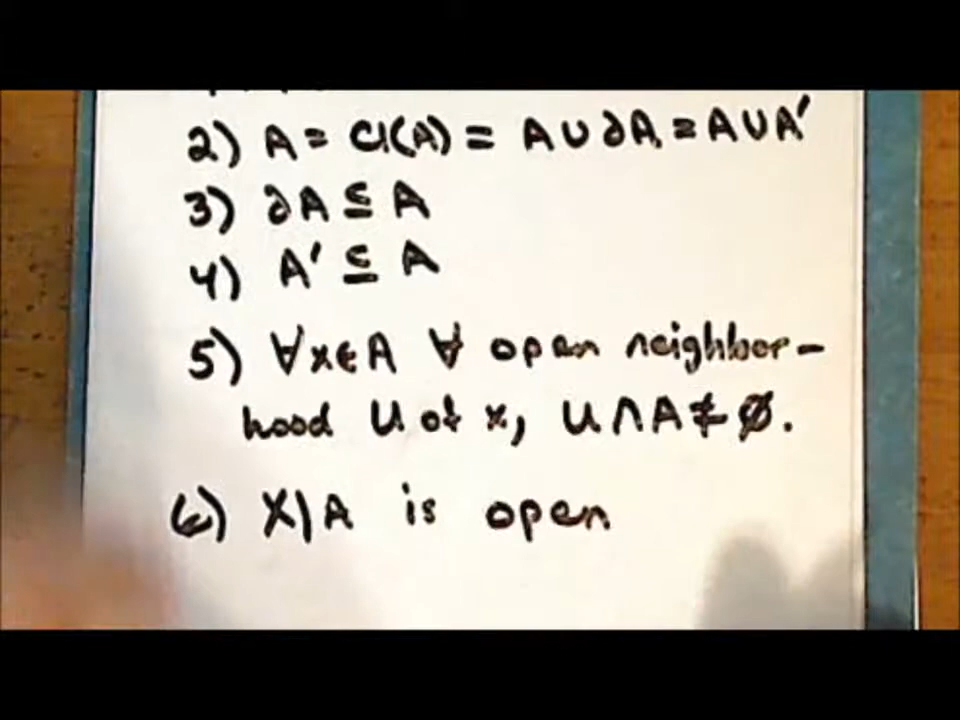 2) A = Cl(A) = A ∪ ∂A = A ∪ A'
3) ∂A ⊆ A
4) A' ⊆ A
5) ∀x∈A ∀ open neighbor-
hood U of x, U ∩ A ≠ ∅.
6) X\A is open